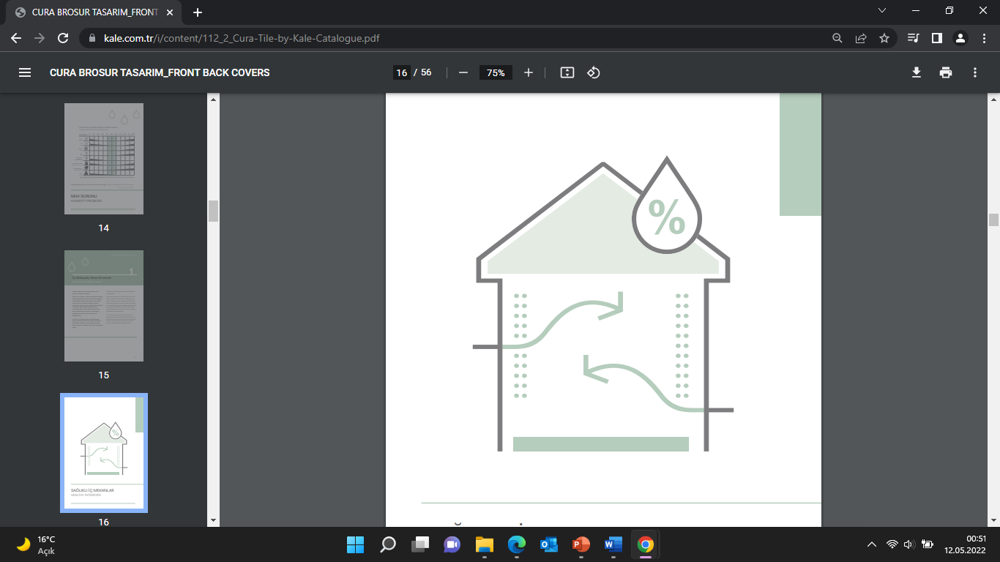 CURA BROSUR TASARIM_FRONT
kale.com.tr/i/content/112_2_Cura-Tile-by-Kale-Catalogue.pdf
CURA BROSUR TASARIM_FRONT BACK COVERS
16 / 56
75%
NEM SORUNU
HUMIDITY PROBLEM
14
1
15
%
SAĞLIKLI İÇ MEKANLAR
HEALTHY INTERIORS
16
%
16°C
Açık
00:51
12.05.2022